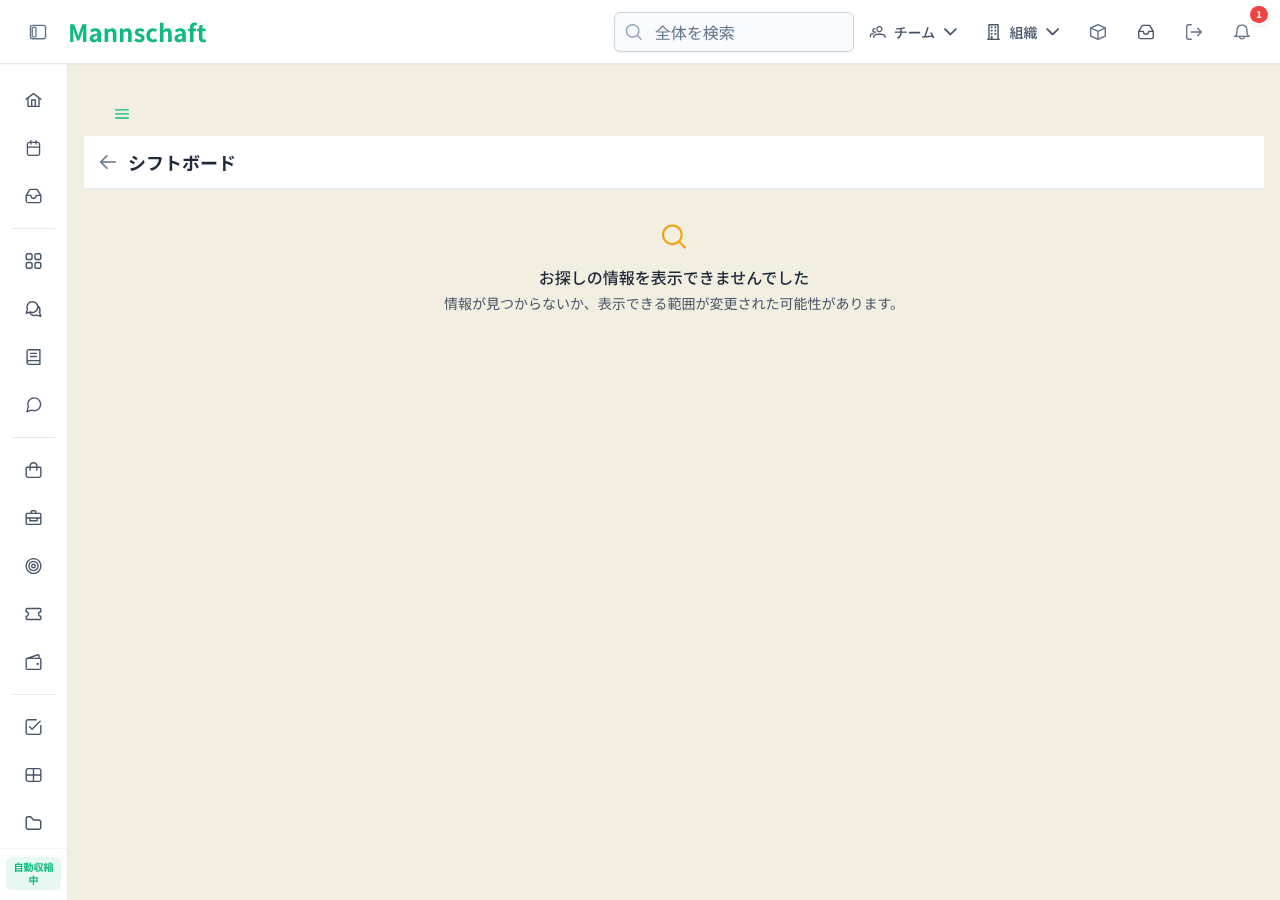 Mannschaft
全体を検索
チーム
組織
1
シフトボード
お探しの情報を表示できませんでした
情報が見つからないか、表示できる範囲が変更された可能性があります。
自動収縮
中